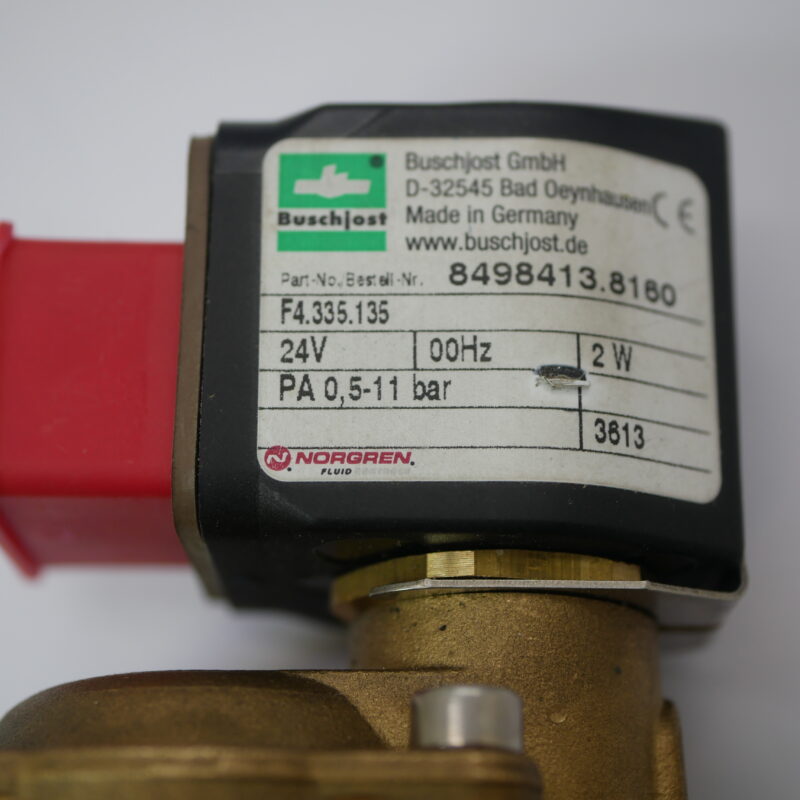 Buschjost
Buschjost GmbH
D-32545 Bad Oeynhausen CE
Made in Germany
www.buschjost.de
Part-No./Bestell-Nr. 8498413.8160
F4.335.135
24V 00Hz 2 W
PA 0,5-11 bar
3613
NORGREN.
FLUID CONTROLS